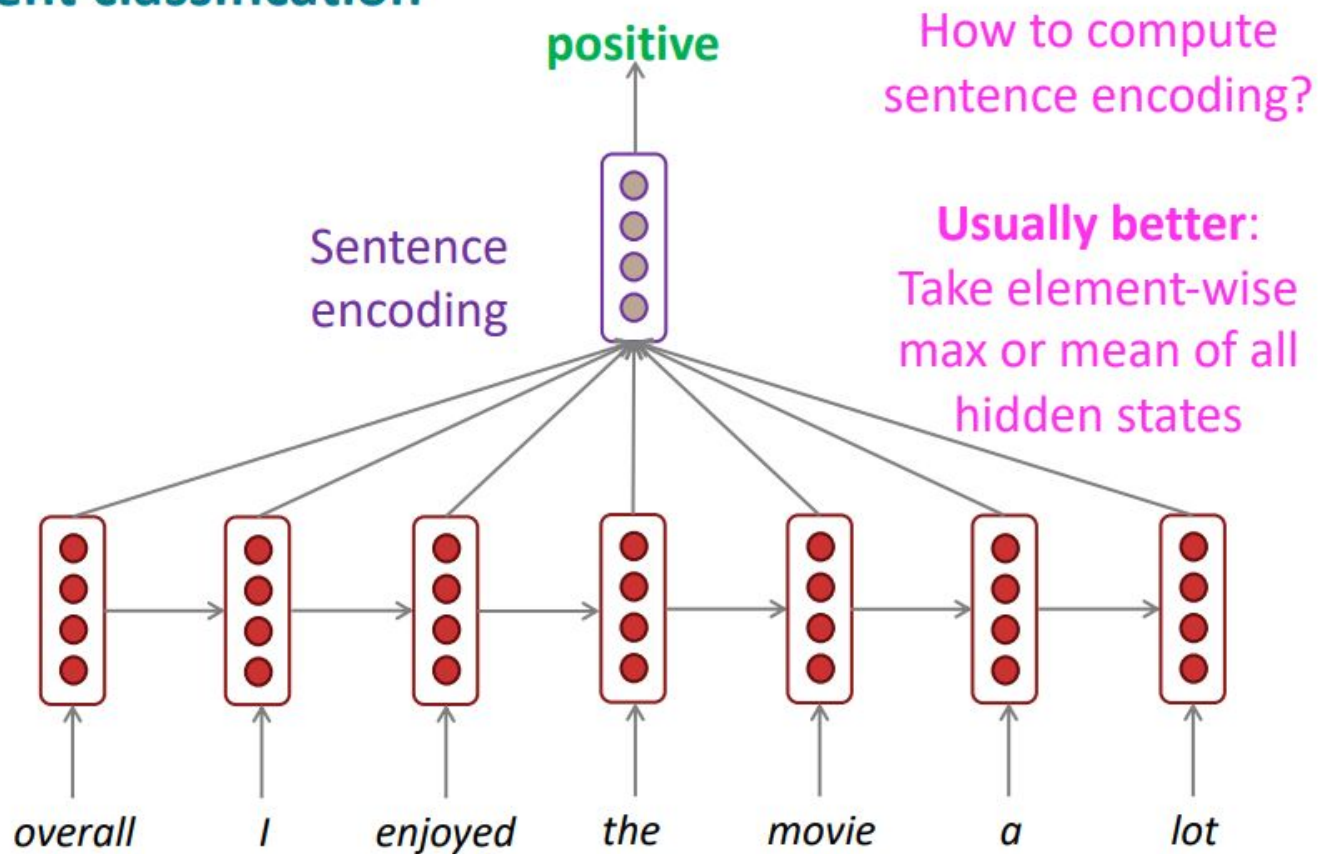 positive
How to compute
sentence encoding?
Sentence
encoding
Usually better:
Take element-wise
max or mean of all
hidden states
overall I enjoyed the movie a lot